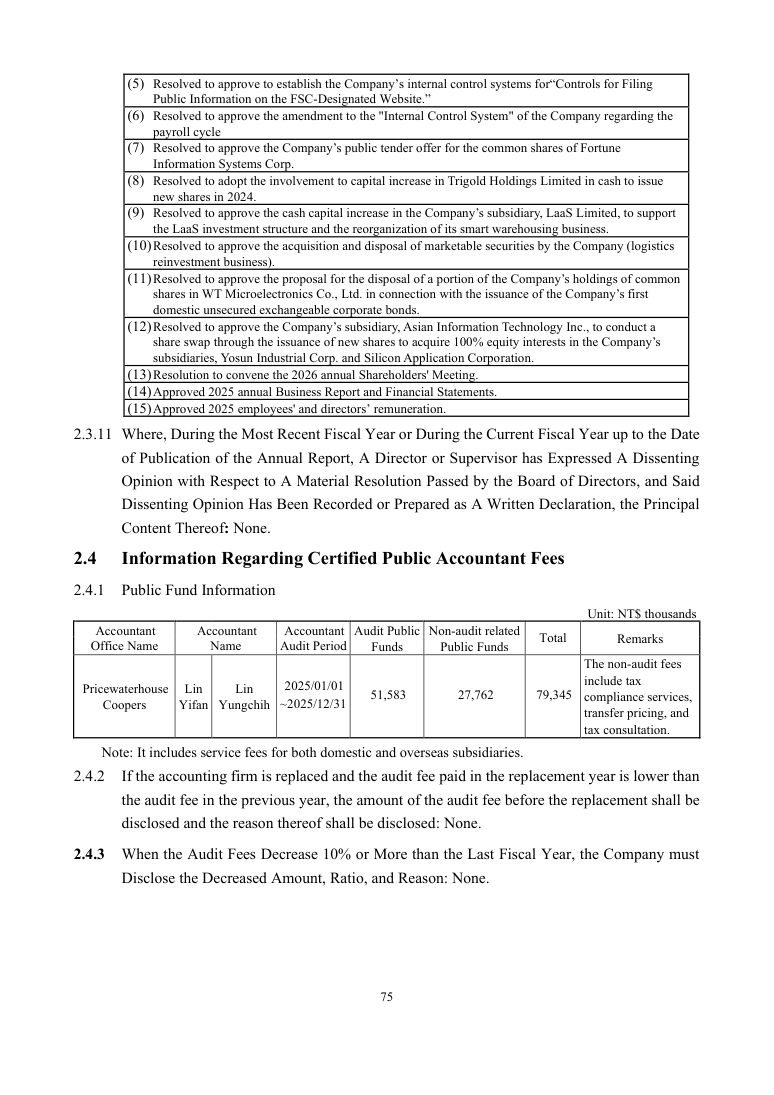 (5) Resolved to approve to establish the Company’s internal control systems for“Controls for Filing
Public Information on the FSC-Designated Website.”
(6) Resolved to approve the amendment to the "Internal Control System" of the Company regarding the
payroll cycle
(7) Resolved to approve the Company’s public tender offer for the common shares of Fortune
Information Systems Corp.
(8) Resolved to adopt the involvement to capital increase in Trigold Holdings Limited in cash to issue
new shares in 2024.
(9) Resolved to approve the cash capital increase in the Company’s subsidiary, LaaS Limited, to support
the LaaS investment structure and the reorganization of its smart warehousing business.
(10) Resolved to approve the acquisition and disposal of marketable securities by the Company (logistics
reinvestment business).
(11) Resolved to approve the proposal for the disposal of a portion of the Company’s holdings of common
shares in WT Microelectronics Co., Ltd. in connection with the issuance of the Company’s first
domestic unsecured exchangeable corporate bonds.
(12) Resolved to approve the Company’s subsidiary, Asian Information Technology Inc., to conduct a
share swap through the issuance of new shares to acquire 100% equity interests in the Company’s
subsidiaries, Yosun Industrial Corp. and Silicon Application Corporation.
(13) Resolution to convene the 2026 annual Shareholders' Meeting.
(14) Approved 2025 annual Business Report and Financial Statements.
(15) Approved 2025 employees' and directors’ remuneration.
2.3.11 Where, During the Most Recent Fiscal Year or During the Current Fiscal Year up to the Date
of Publication of the Annual Report, A Director or Supervisor has Expressed A Dissenting
Opinion with Respect to A Material Resolution Passed by the Board of Directors, and Said
Dissenting Opinion Has Been Recorded or Prepared as A Written Declaration, the Principal
Content Thereof: None.
2.4 Information Regarding Certified Public Accountant Fees
2.4.1 Public Fund Information
Unit: NT$ thousands
Accountant Office Name
Accountant Name
Accountant Audit Period
Audit Public Funds
Non-audit related Public Funds
Total
Remarks
Pricewaterhouse Coopers
Lin Yifan
Lin Yungchih
2025/01/01 ~2025/12/31
51,583
27,762
79,345
The non-audit fees
include tax
compliance services,
transfer pricing, and
tax consultation.
Note: It includes service fees for both domestic and overseas subsidiaries.
2.4.2 If the accounting firm is replaced and the audit fee paid in the replacement year is lower than
the audit fee in the previous year, the amount of the audit fee before the replacement shall be
disclosed and the reason thereof shall be disclosed: None.
2.4.3 When the Audit Fees Decrease 10% or More than the Last Fiscal Year, the Company must
Disclose the Decreased Amount, Ratio, and Reason: None.
75